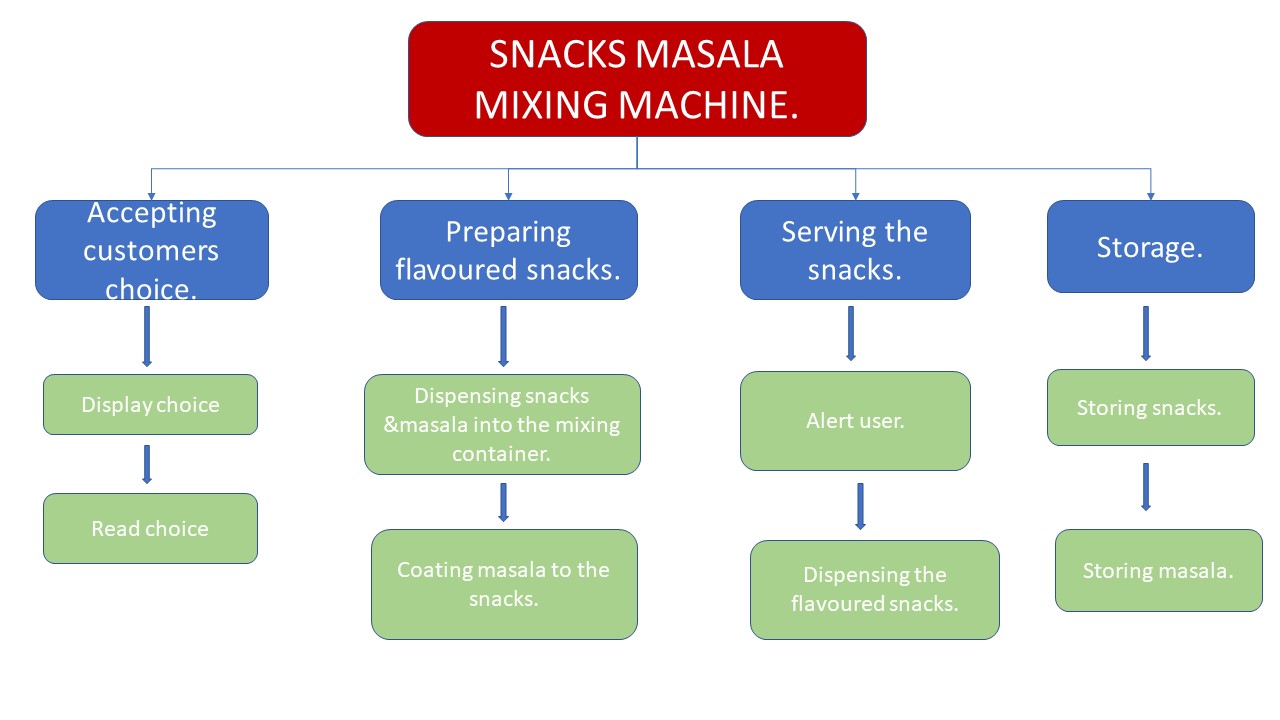 SNACKS MASALA
MIXING MACHINE.
Accepting
customers
choice.
Preparing
flavoured snacks.
Serving the
snacks.
Storage.
Display choice
Dispensing snacks
&masala into the mixing
container.
Alert user.
Storing snacks.
Read choice
Coating masala to the
snacks.
Dispensing the
flavoured snacks.
Storing masala.